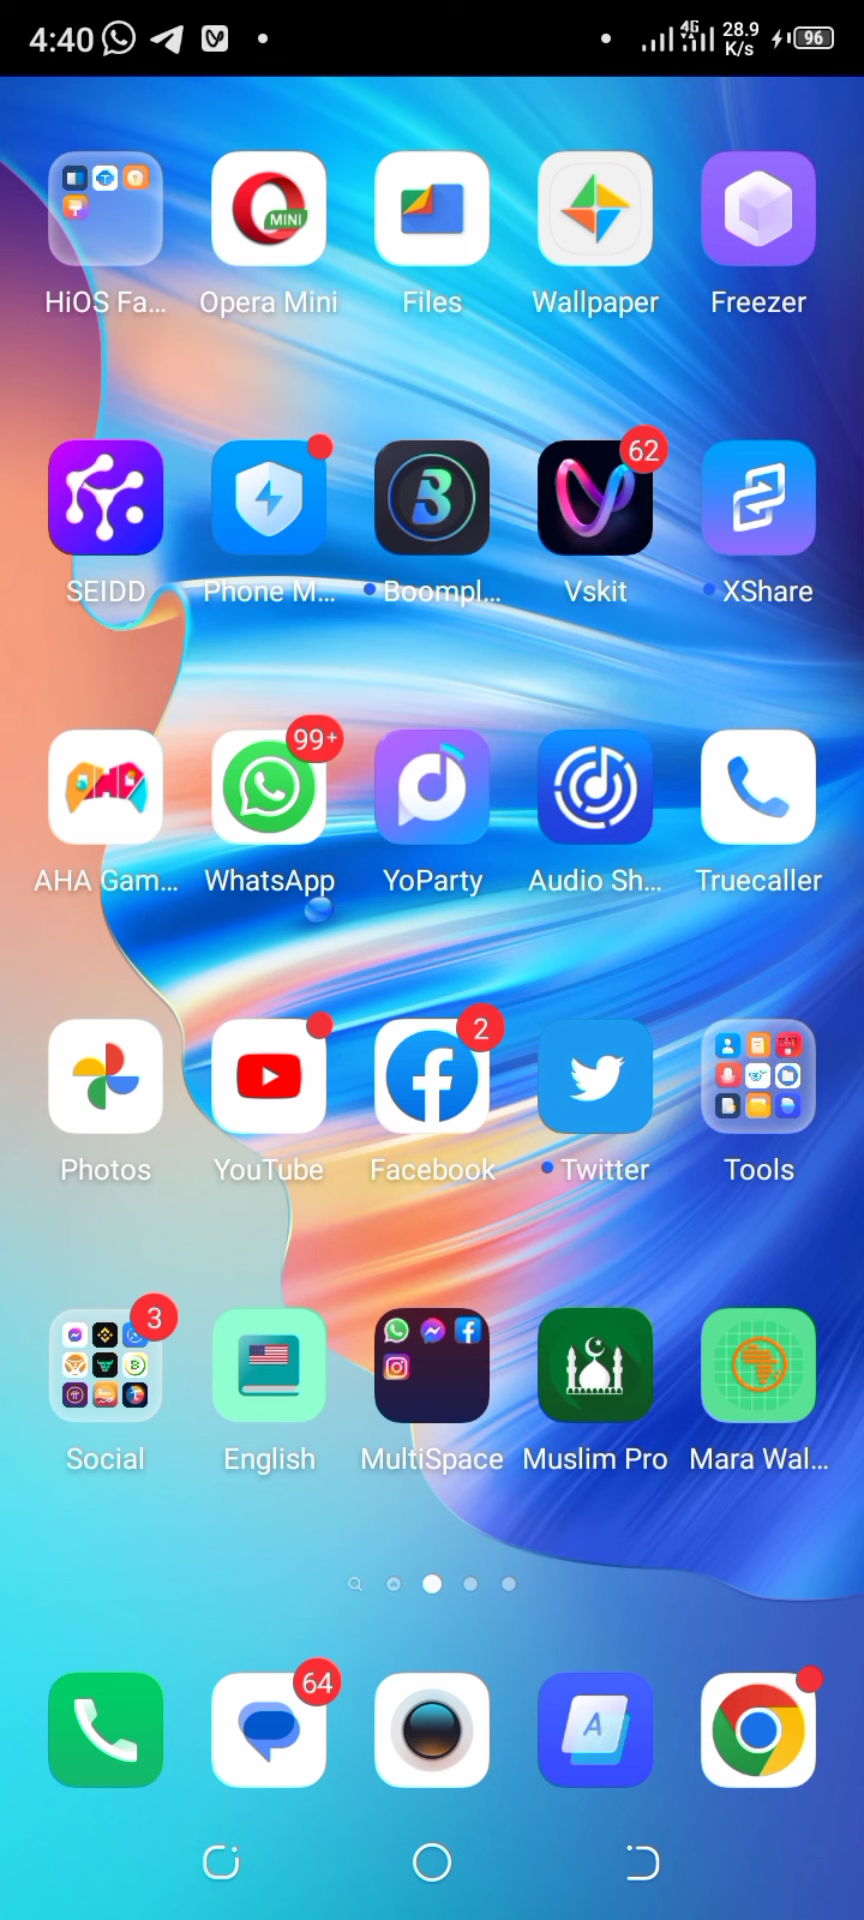 4:40 4G 28.9 K/s 96
HiOS Fa... Opera Mini Files Wallpaper Freezer
MINI
62
SEIDD Phone M... Boompl... Vskit XShare
99+
AHA Gam... WhatsApp YoParty Audio Sh... Truecaller
2
Photos YouTube Facebook Twitter Tools
3
Social English MultiSpace Muslim Pro Mara Wal...
64
A